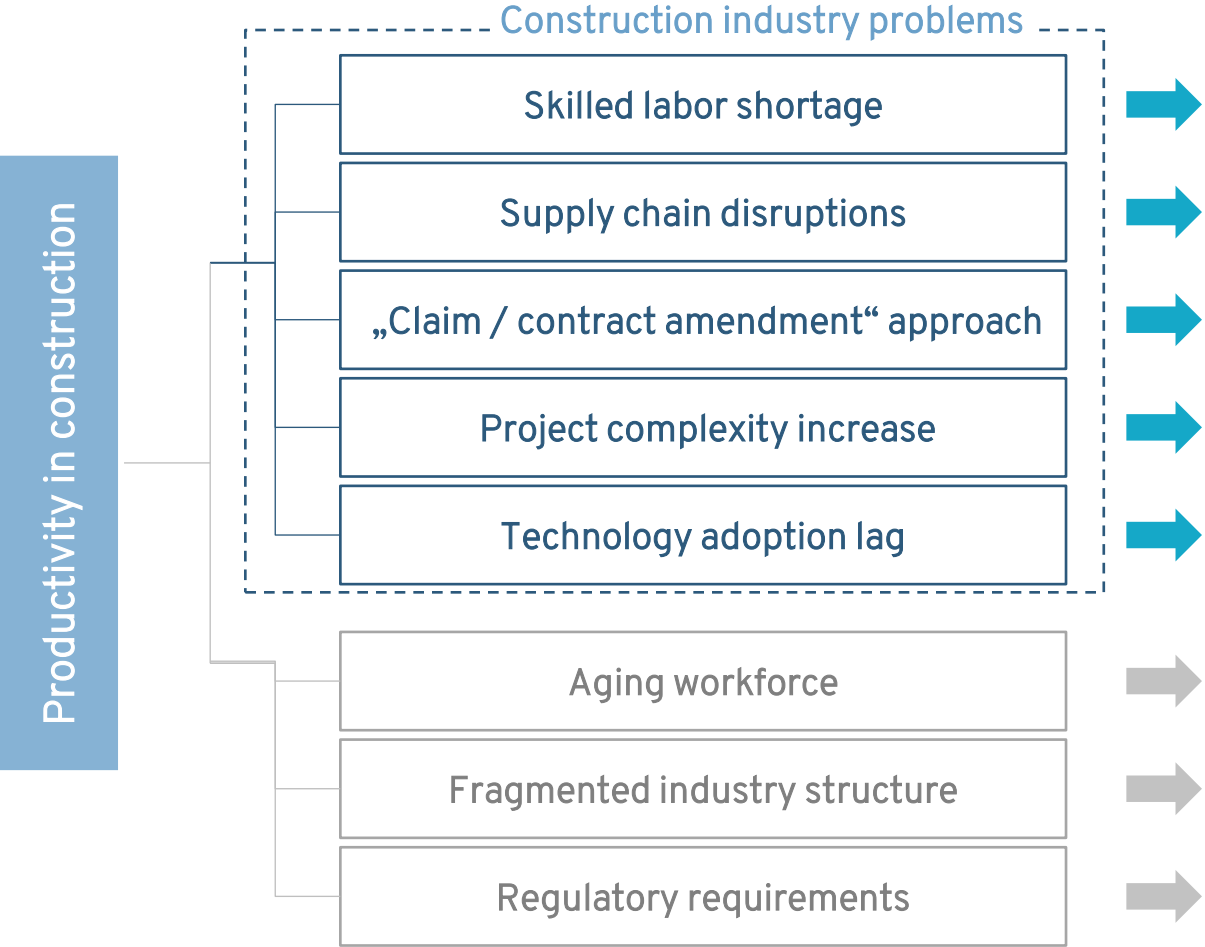 Construction industry problems
Productivity in construction
Skilled labor shortage
Supply chain disruptions
„Claim / contract amendment“ approach
Project complexity increase
Technology adoption lag
Aging workforce
Fragmented industry structure
Regulatory requirements